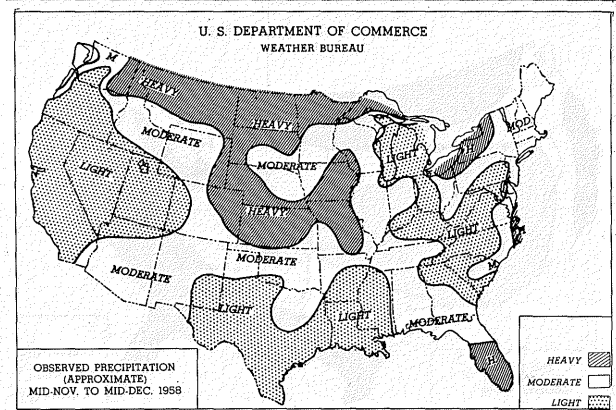 U. S. DEPARTMENT OF COMMERCE
WEATHER BUREAU
M
HEAVY
HEAVY
MOD.
MODERATE
MODERATE
LIGHT
H
LIGHT
HEAVY
LIGHT
MODERATE
MODERATE
M
LIGHT
LIGHT
MODERATE
H
OBSERVED PRECIPITATION
(APPROXIMATE)
MID-NOV. TO MID-DEC. 1958
HEAVY
MODERATE
LIGHT